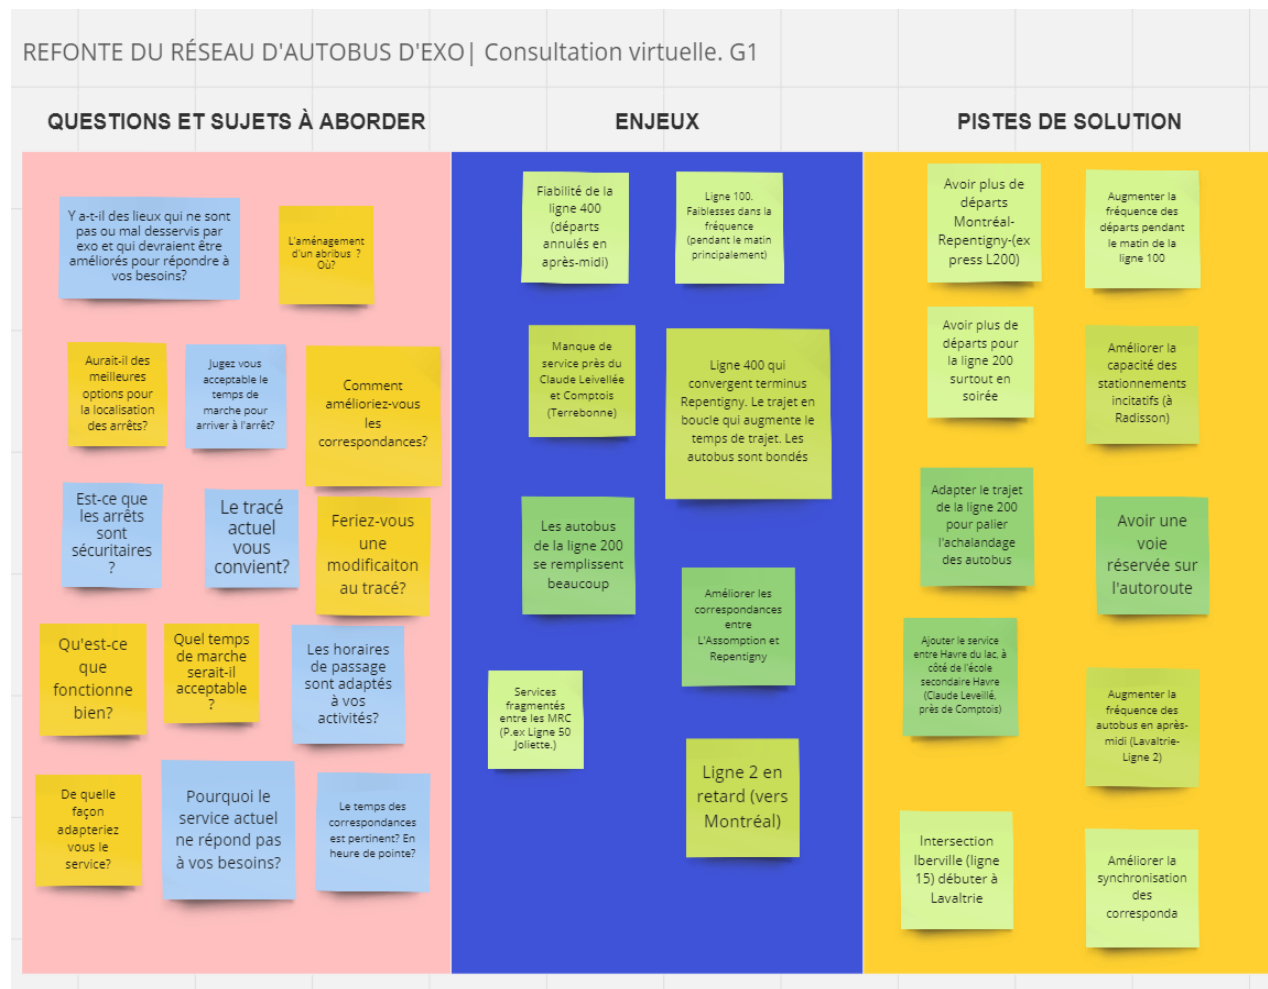 REFONTE DU RÉSEAU D'AUTOBUS D'EXO| Consultation virtuelle. G1
QUESTIONS ET SUJETS À ABORDER
Y a-t-il des lieux qui ne sont
pas ou mal desservis par
exo et qui devraient être
améliorés pour répondre à
vos besoins?
L'aménagement
d'un abribus ?
Où?
Aurait-il des
meilleures
options pour
la localisation
des arrêts?
Jugez vous
acceptable le
temps de
marche pour
arriver à l'arrêt?
Comment
amélioriez-vous
les
correspondances?
Est-ce que
les arrêts
sont
sécuritaires
?
Le tracé
actuel
vous
convient?
Feriez-vous
une
modificaiton
au tracé?
Qu'est-ce
que
fonctionne
bien?
Quel temps
de marche
serait-il
acceptable
?
Les horaires
de passage
sont adaptés
à vos
activités?
De quelle
façon
adapteriez
vous le
service?
Pourquoi le
service actuel
ne répond pas
à vos besoins?
Le temps des
correspondances
est pertinent? En
heure de pointe?
ENJEUX
Fiabilité de la
ligne 400
(départs
annulés en
après-midi)
Ligne 100.
Faiblesses dans la
fréquence
(pendant le matin
principalement)
Manque de
service près du
Claude Leivellée
et Comptois
(Terrebonne)
Ligne 400 qui
convergent terminus
Repentigny. Le trajet en
boucle qui augmente le
temps de trajet. Les
autobus sont bondés
Les autobus
de la ligne 200
se remplissent
beaucoup
Améliorer les
correspondances
entre
L'Assomption et
Repentigny
Services
fragmentés
entre les MRC
(P.ex Ligne 50
Joliette.)
Ligne 2 en
retard (vers
Montréal)
PISTES DE SOLUTION
Avoir plus de
départs
Montréal-
Repentigny-(ex
press L200)
Augmenter la
fréquence des
départs pendant
le matin de la
ligne 100
Avoir plus de
départs pour
la ligne 200
surtout en
soirée
Améliorer la
capacité des
stationnements
incitatifs (à
Radisson)
Adapter le trajet
de la ligne 200
pour palier
l'achalandage
des autobus
Avoir une
voie
réservée sur
l'autoroute
Ajouter le service
entre Havre du lac, à
côté de l'école
secondaire Havre
(Claude Leveillé,
près de Comptois)
Augmenter la
fréquence des
autobus en après-
midi (Lavaltrie-
Ligne 2)
Intersection
Iberville (ligne
15) débuter à
Lavaltrie
Améliorer la
synchronisation
des
corresponda